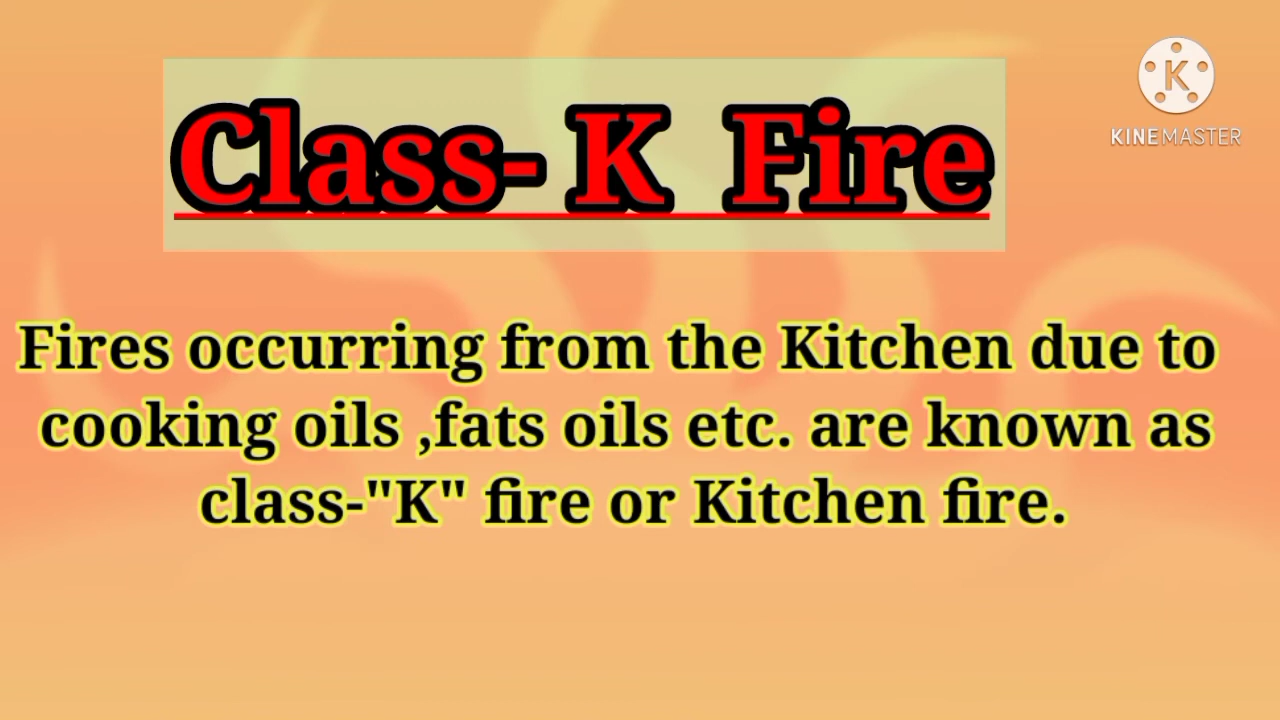 Class- K Fire
K
KINEMASTER
Fires occurring from the Kitchen due to
cooking oils ,fats oils etc. are known as
class-"K" fire or Kitchen fire.